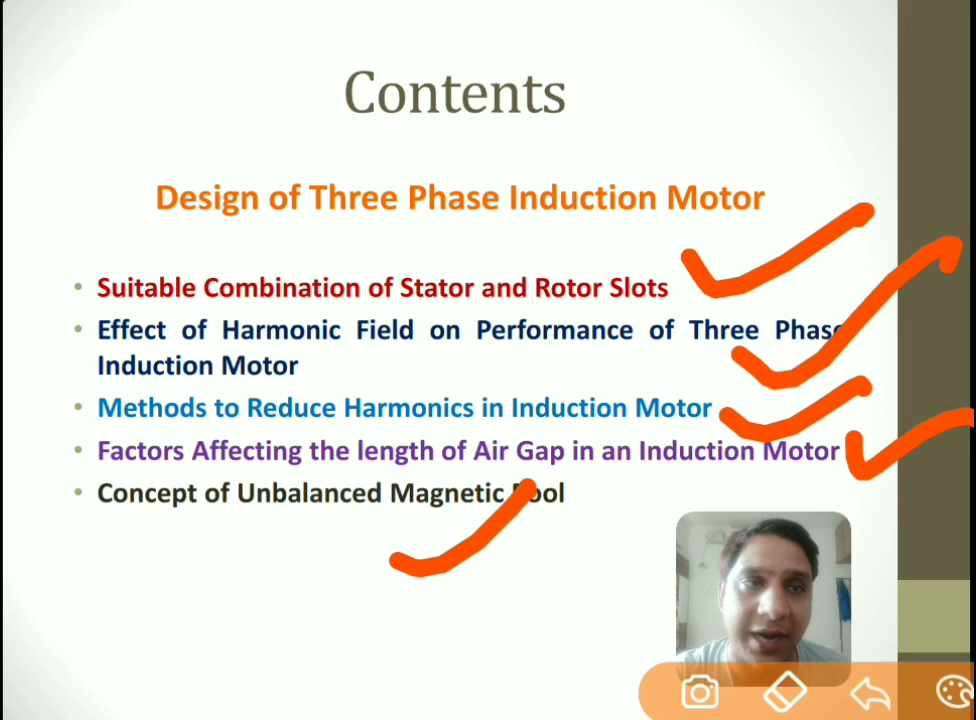 Contents
Design of Three Phase Induction Motor
• Suitable Combination of Stator and Rotor Slots
• Effect of Harmonic Field on Performance of Three Phase
Induction Motor
• Methods to Reduce Harmonics in Induction Motor
• Factors Affecting the length of Air Gap in an Induction Motor
• Concept of Unbalanced Magnetic Pool